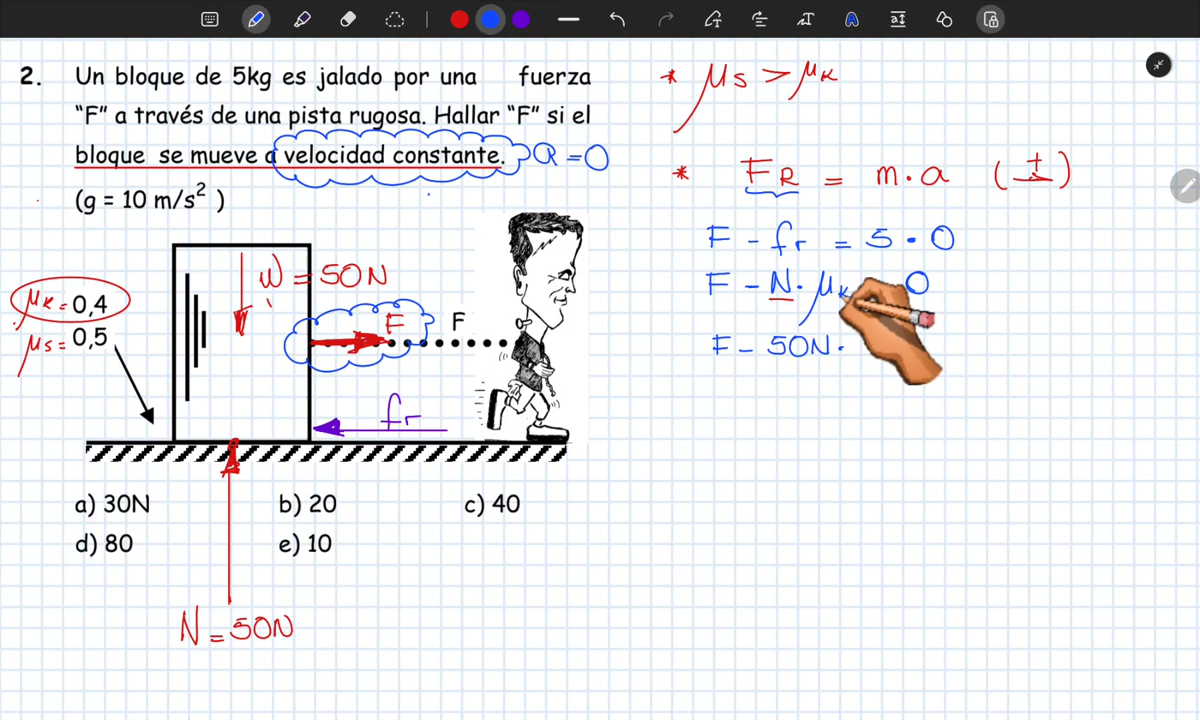 2. Un bloque de 5kg es jalado por una fuerza
"F" a través de una pista rugosa. Hallar "F" si el
bloque se mueve a velocidad constante. a = 0
(g = 10 m/s² )
μk = 0,4
μs = 0,5
W = 50N
F
F
fr
a) 30N b) 20 c) 40
d) 80 e) 10
N = 50N
* μs > μk
* FR = m · a (±)
F - fr = 5 · 0
F - N · μk 0
F - 50N ·